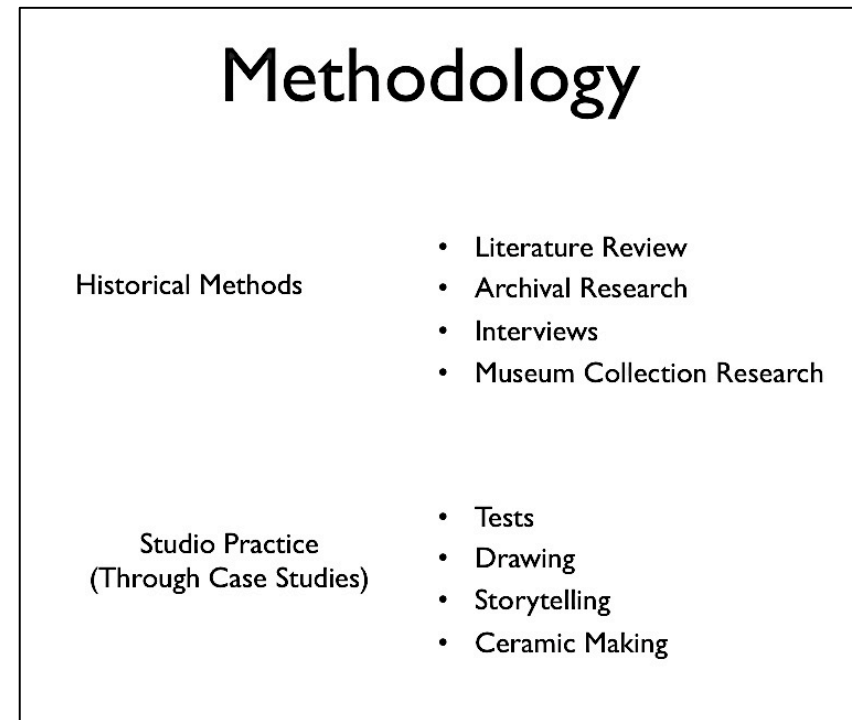 Methodology
Historical Methods
• Literature Review
• Archival Research
• Interviews
• Museum Collection Research
Studio Practice
(Through Case Studies)
• Tests
• Drawing
• Storytelling
• Ceramic Making